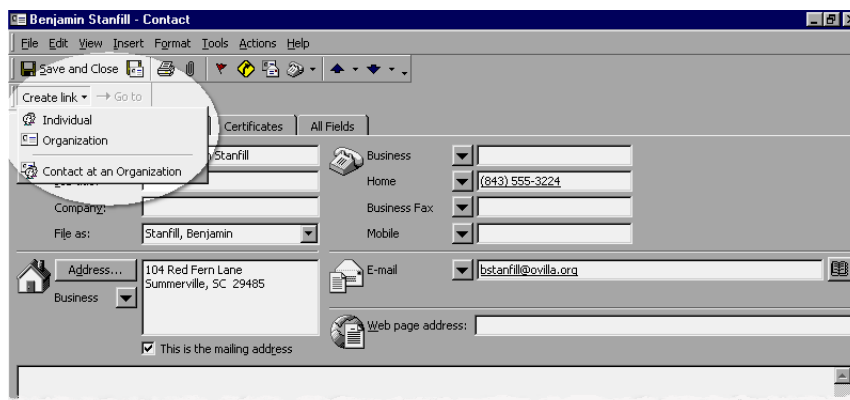 Benjamin Stanfill - Contact
File Edit View Insert Format Tools Actions Help
Save and Close
Create link Go to
Individual
Organization
Contact at an Organization
Certificates All Fields
Stanfill
Business
Home (843) 555-3224
Company: Business Fax
File as: Stanfill, Benjamin Mobile
Address... 104 Red Fern Lane
Summerville, SC 29485
Business
E-mail bstanfill@ovilla.org
Web page address:
This is the mailing address